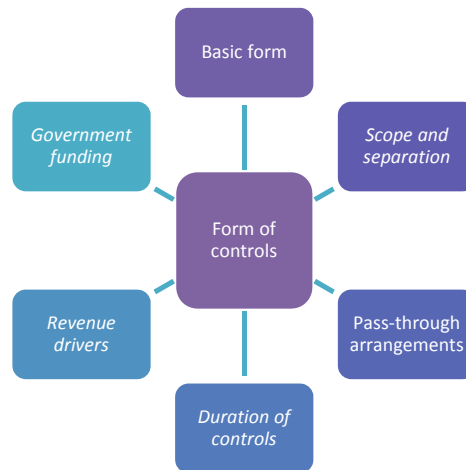 Basic form
Government
funding
Scope and
separation
Form of
controls
Revenue
drivers
Pass-through
arrangements
Duration of
controls